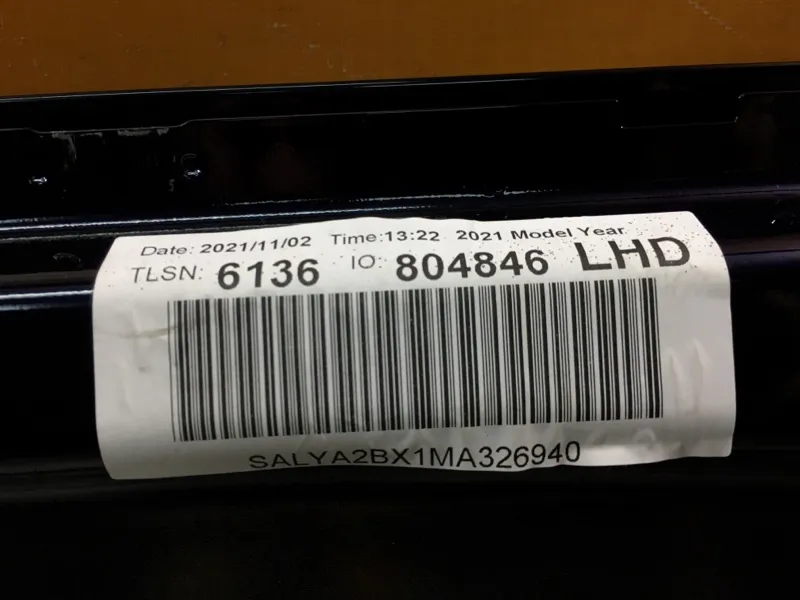 Date: 2021/11/02 Time:13:22 2021 Model Year
TLSN: 6136 IO: 804846 LHD
SALYA2BX1MA326940